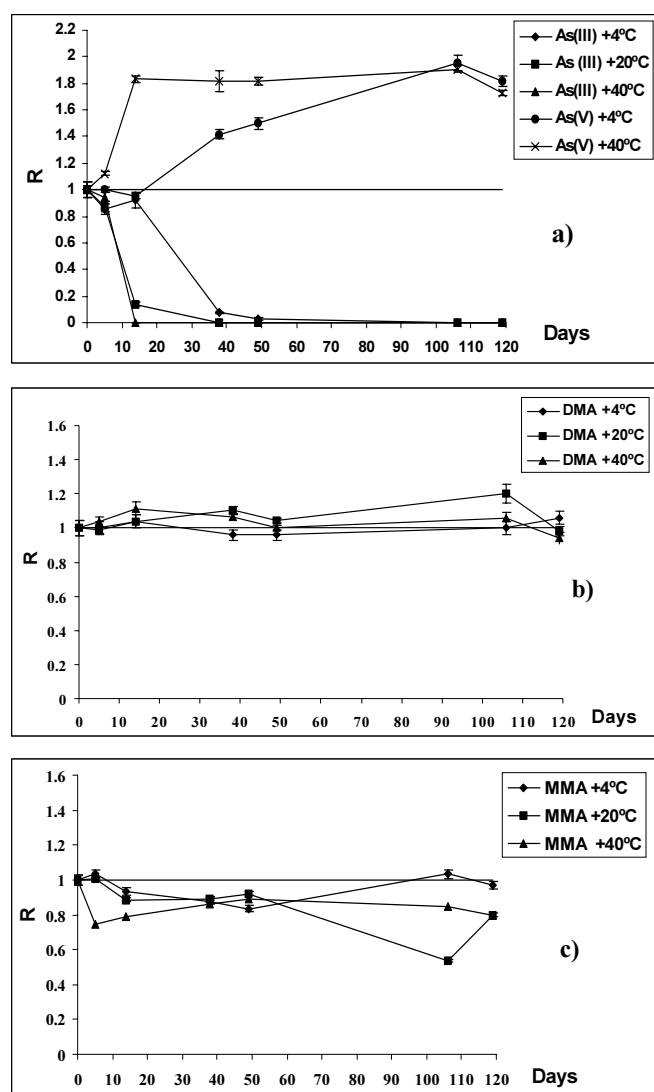 2.2
2
1.8
1.6
1.4
1.2
1
0.8
0.6
0.4
0.2
0
R
0 10 20 30 40 50 60 70 80 90 100 110 120
Days
As(III) +4ºC
As (III) +20ºC
As(III) +40ºC
As(V) +4ºC
As(V) +40ºC
a)
1.6
1.4
1.2
1
0.8
0.6
0.4
0.2
0
R
0 10 20 30 40 50 60 70 80 90 100 110 120
Days
DMA +4ºC
DMA +20ºC
DMA +40ºC
b)
1.6
1.4
1.2
1
0.8
0.6
0.4
0.2
0
R
0 10 20 30 40 50 60 70 80 90 100 110 120
Days
MMA +4ºC
MMA +20ºC
MMA +40ºC
c)